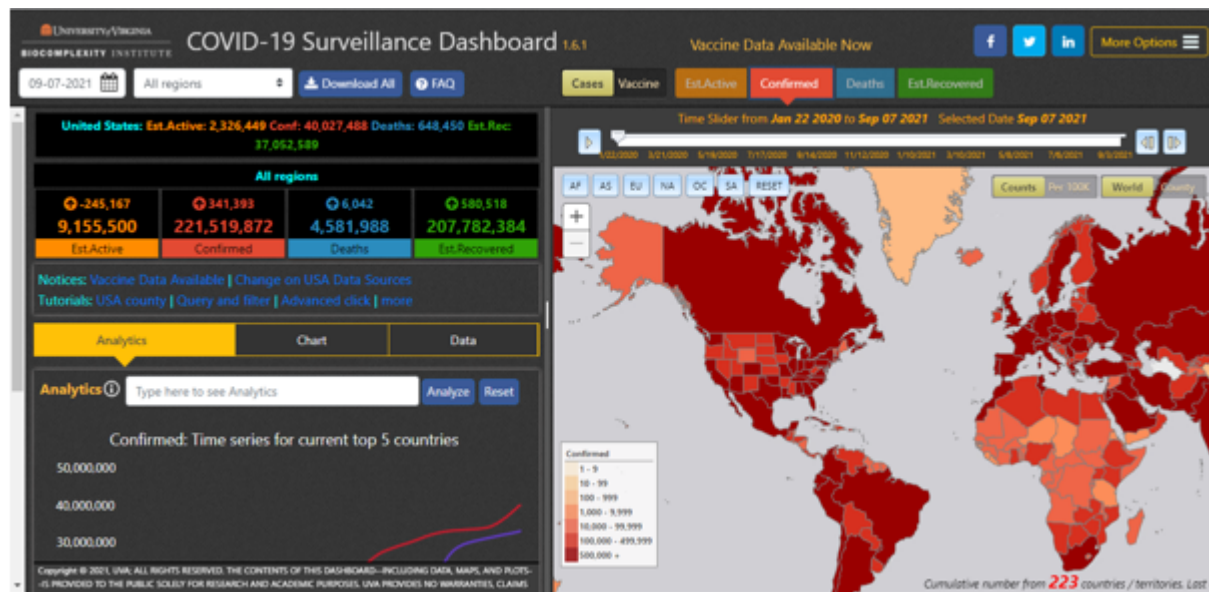 UNIVERSITY of VIRGINIA
BIOCOMPLEXITY INSTITUTE
COVID-19 Surveillance Dashboard 1.6.1
Vaccine Data Available Now
More Options
09-07-2021
All regions
Download All
FAQ
Cases Vaccine
Est.Active Confirmed Deaths Est.Recovered
United States: Est.Active: 2,326,449 Conf: 40,027,488 Deaths: 648,450 Est.Rec:
37,052,589
All regions
-245,167 341,393 6,042 580,518
9,155,500 221,519,872 4,581,988 207,782,384
Est.Active Confirmed Deaths Est.Recovered
Notices: Vaccine Data Available | Change on USA Data Sources
Tutorials: USA county | Query and filter | Advanced click | more
Analytics Chart Data
Analytics Type here to see Analytics Analyze Reset
Confirmed: Time series for current top 5 countries
50,000,000
40,000,000
30,000,000
Copyright © 2021, UVA; ALL RIGHTS RESERVED. THE CONTENTS OF THIS DASHBOARD--INCLUDING DATA, MAPS, AND PLOTS-
-IS PROVIDED TO THE PUBLIC SOLELY FOR RESEARCH AND ACADEMIC PURPOSES. UVA PROVIDES NO WARRANTIES, CLAIMS
Time Slider from Jan 22 2020 to Sep 07 2021 Selected Date Sep 07 2021
/22/2020 3/21/2020 5/19/2020 7/17/2020 9/14/2020 11/12/2020 1/10/2021 3/10/2021 5/8/2021 7/6/2021 9/3/2021
AF AS EU NA OC SA RESET
Counts Per 100K World County
+
−
Confirmed
1 - 9
10 - 99
100 - 999
1,000 - 9,999
10,000 - 99,999
100,000 - 499,999
500,000 +
Cumulative number from 223 countries / territories. Last